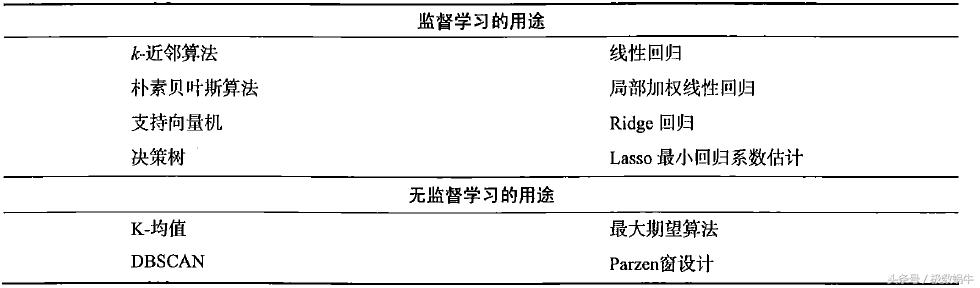 监督学习的用途
k-近邻算法 线性回归
朴素贝叶斯算法 局部加权线性回归
支持向量机 Ridge 回归
决策树 Lasso 最小回归系数估计
无监督学习的用途
K-均值 最大期望算法
DBSCAN Parzen窗设计
头条号 / 极数蜗牛